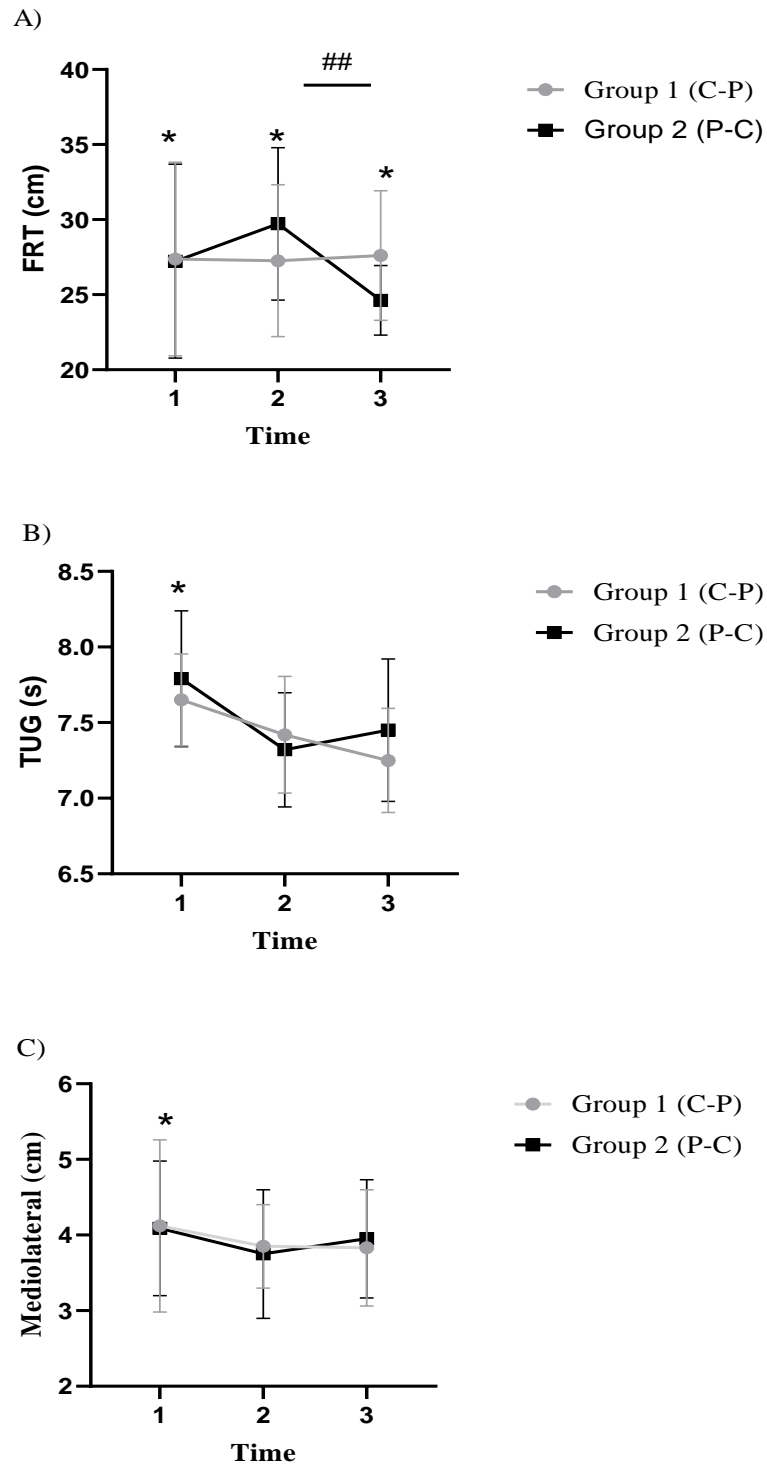 A)
##
40
35
30
25
20
* * *
FRT (cm)
1 2 3
Time
Group 1 (C-P)
Group 2 (P-C)
B)
8.5
8.0
7.5
7.0
6.5
*
TUG (s)
1 2 3
Time
Group 1 (C-P)
Group 2 (P-C)
C)
6
5
4
3
2
*
Mediolateral (cm)
1 2 3
Time
Group 1 (C-P)
Group 2 (P-C)